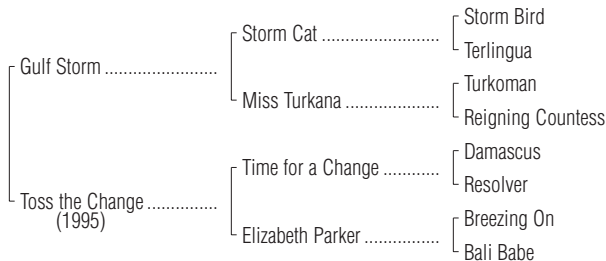 Storm Bird
Storm Cat ........................
Terlingua
Gulf Storm .......................
Turkoman
Miss Turkana ...................
Reigning Countess
Damascus
Time for a Change ...........
Resolver
Toss the Change ..............
(1995)
Breezing On
Elizabeth Parker ...............
Bali Babe